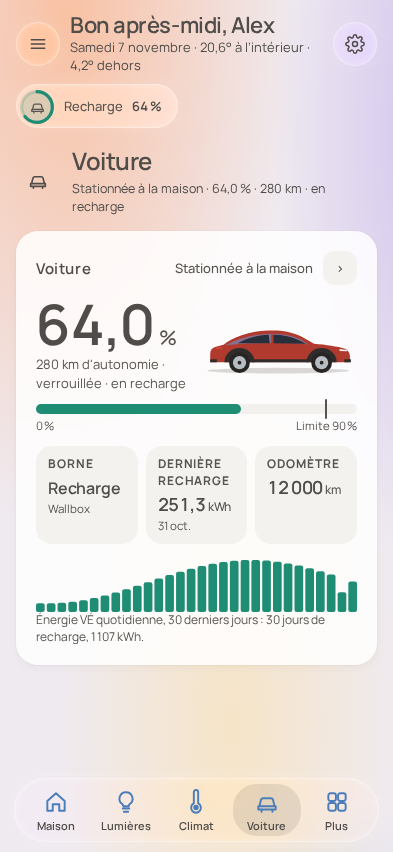 Bon après-midi, Alex
Samedi 7 novembre · 20,6° à l'intérieur ·
4,2° dehors
Recharge 64 %
Voiture
Stationnée à la maison · 64,0 % · 280 km · en
recharge
Voiture
Stationnée à la maison
64,0 %
280 km d'autonomie ·
verrouillée · en recharge
0 %
Limite 90 %
BORNE
Recharge
Wallbox
DERNIÈRE
RECHARGE
251,3 kWh
31 oct.
ODOMÈTRE
12 000 km
Énergie VÉ quotidienne, 30 derniers jours : 30 jours de
recharge, 1 107 kWh.
Maison
Lumières
Climat
Voiture
Plus